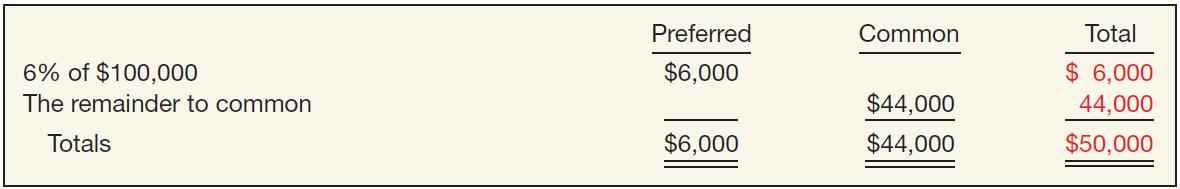 Preferred Common Total
6% of $100,000 $6,000 $ 6,000
The remainder to common $44,000 44,000
Totals $6,000 $44,000 $50,000